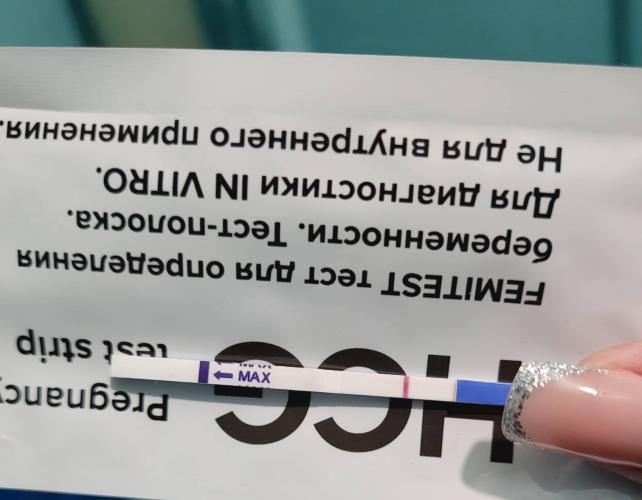 HCG
Pregnanc
test strip
FEMiTEST тест для определения
беременности. Тест-полоска.
Для диагностики IN VITRO.
Не для внутреннего применения.
← MAX